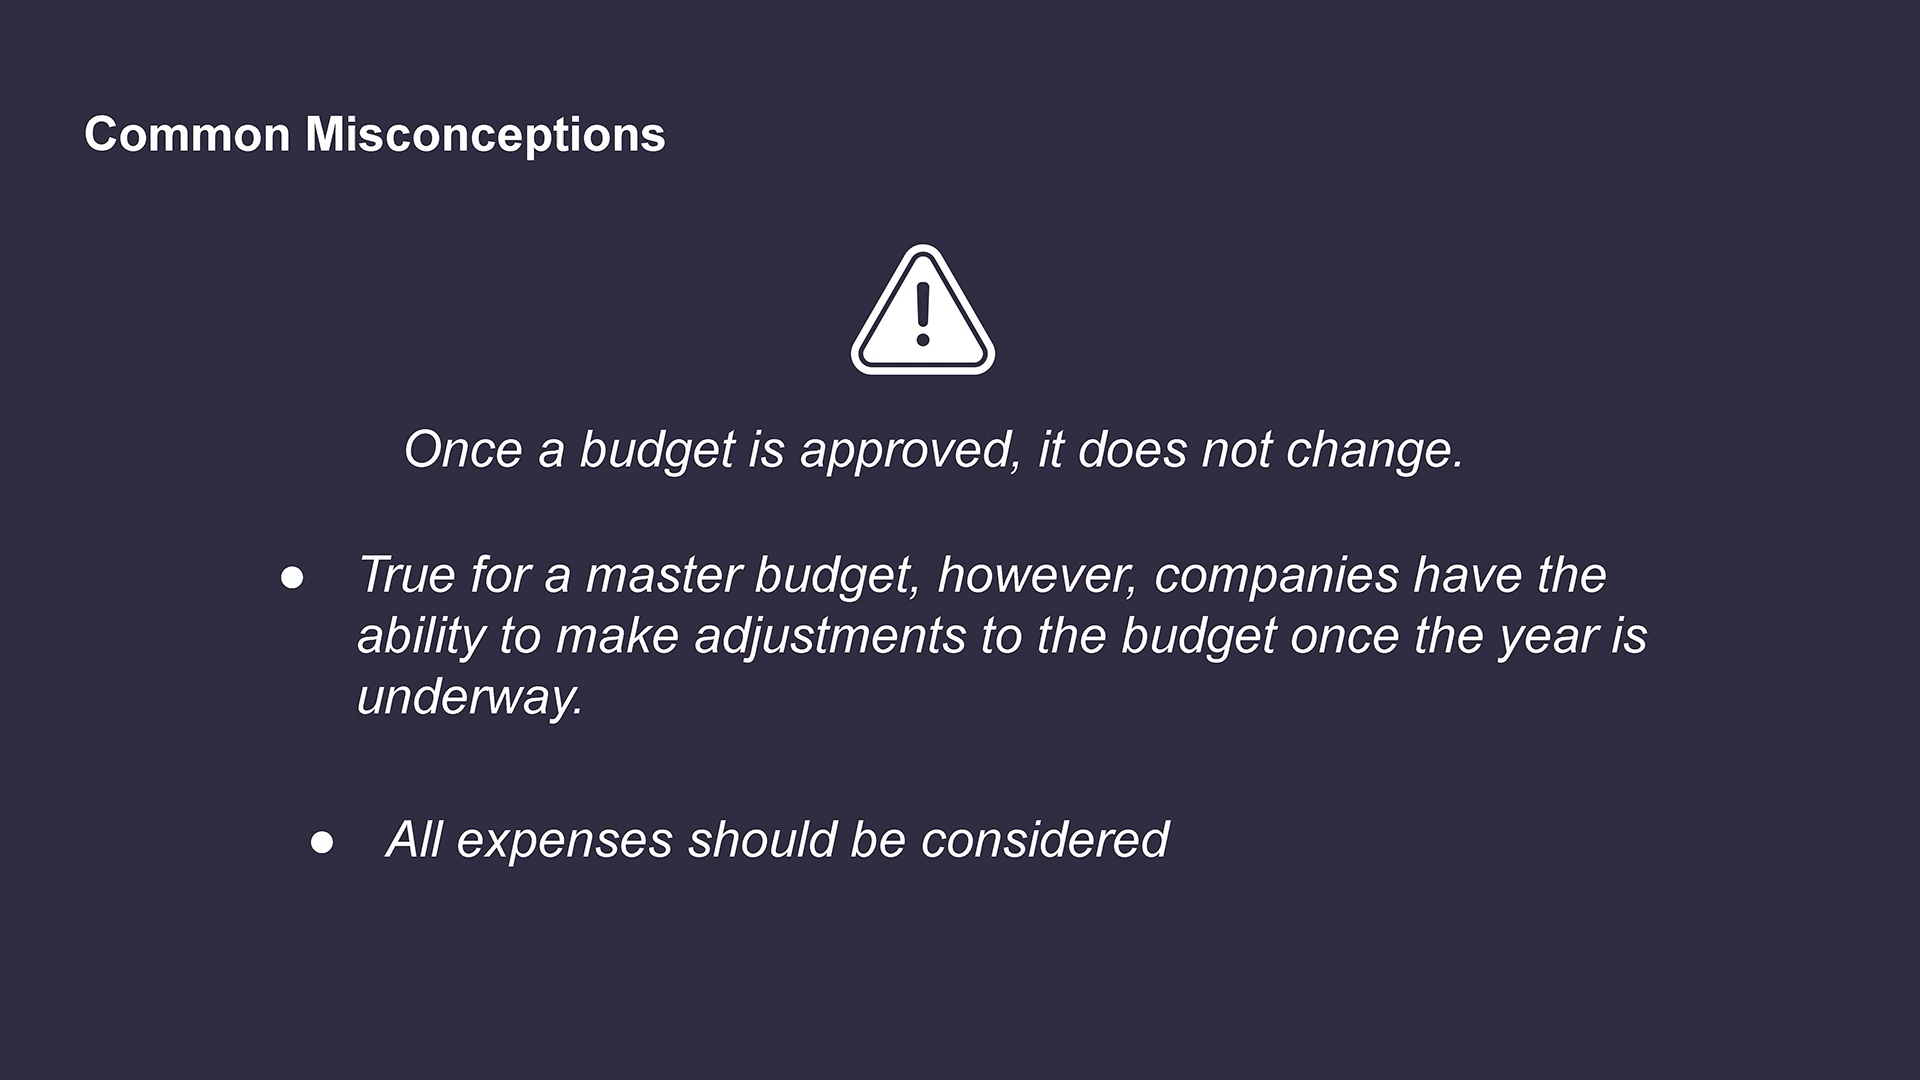 Common Misconceptions
Once a budget is approved, it does not change.
● True for a master budget, however, companies have the
ability to make adjustments to the budget once the year is
underway.
● All expenses should be considered